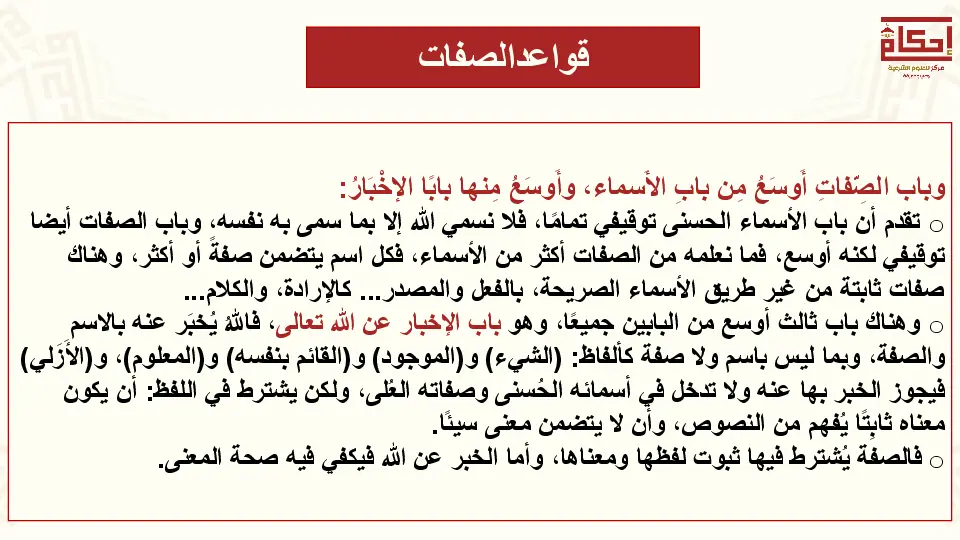 إحكام
مركز للعلوم الشرعية
قواعدالصفات
وباب الصِّفاتِ أَوسَعُ مِن بابِ الأَسماء، وأَوسَعُ مِنها بابًا الإخْبَارُ:
○ تقدم أن باب الأسماء الحسنى توقيفي تمامًا، فلا نسمي الله إلا بما سمى به نفسه، وباب الصفات أيضا
توقيفي لكنه أوسع، فما نعلمه من الصفات أكثر من الأسماء، فكل اسم يتضمن صفةً أو أكثر، وهناك
صفات ثابتة من غير طريق الأسماء الصريحة، بالفعل والمصدر... كالإرادة، والكلام...
○ وهناك باب ثالث أوسع من البابين جميعًا، وهو باب الإخبار عن الله تعالى، فاللهُ يُخبَر عنه بالاسم
والصفة، وبما ليس باسم ولا صفة كألفاظ: (الشيء) و(الموجود) و(القائم بنفسه) و(المعلوم)، و(الأَزَلي)
فيجوز الخبر بها عنه ولا تدخل في أسمائه الحُسنى وصفاته العُلى، ولكن يشترط في اللفظ: أن يكون
معناه ثابِتًا يُفهم من النصوص، وأن لا يتضمن معنى سيئًا.
○ فالصفة يُشترط فيها ثبوت لفظها ومعناها، وأما الخبر عن الله فيكفي فيه صحة المعنى.